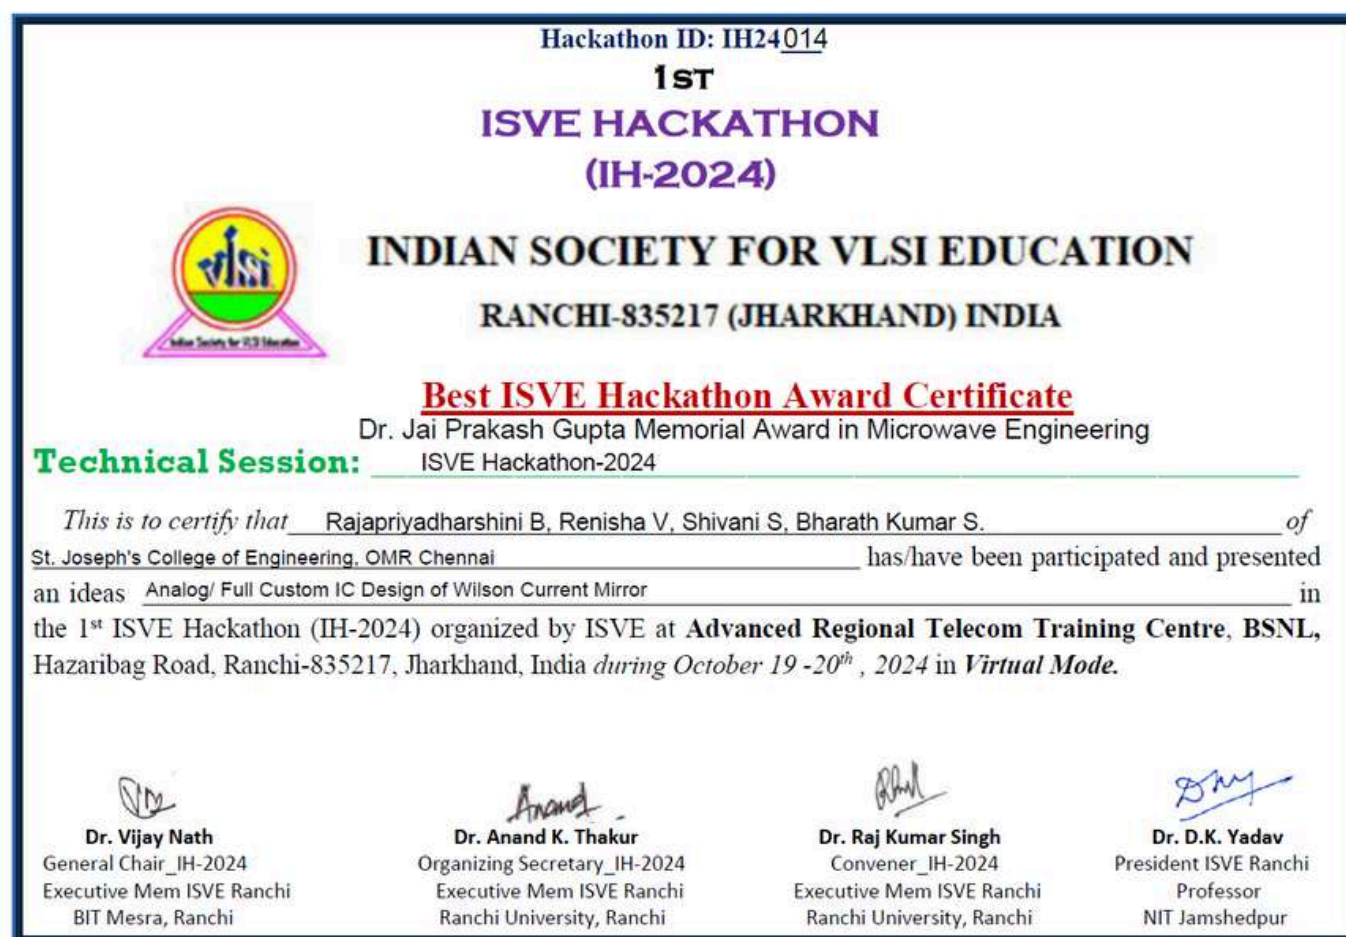 Hackathon ID: IH24014
1ST
ISVE HACKATHON
(IH-2024)
vlsi
Indian Society for VLSI Education
INDIAN SOCIETY FOR VLSI EDUCATION
RANCHI-835217 (JHARKHAND) INDIA
Best ISVE Hackathon Award Certificate
Dr. Jai Prakash Gupta Memorial Award in Microwave Engineering
Technical Session: ISVE Hackathon-2024
This is to certify that Rajapriyadharshini B, Renisha V, Shivani S, Bharath Kumar S. of
St. Joseph's College of Engineering, OMR Chennai has/have been participated and presented
an ideas Analog/ Full Custom IC Design of Wilson Current Mirror in
the 1st ISVE Hackathon (IH-2024) organized by ISVE at Advanced Regional Telecom Training Centre, BSNL,
Hazaribag Road, Ranchi-835217, Jharkhand, India during October 19 -20th , 2024 in Virtual Mode.
Anand
Dr. Vijay Nath
General Chair_IH-2024
Executive Mem ISVE Ranchi
BIT Mesra, Ranchi
Dr. Anand K. Thakur
Organizing Secretary_IH-2024
Executive Mem ISVE Ranchi
Ranchi University, Ranchi
Dr. Raj Kumar Singh
Convener_IH-2024
Executive Mem ISVE Ranchi
Ranchi University, Ranchi
Dr. D.K. Yadav
President ISVE Ranchi
Professor
NIT Jamshedpur